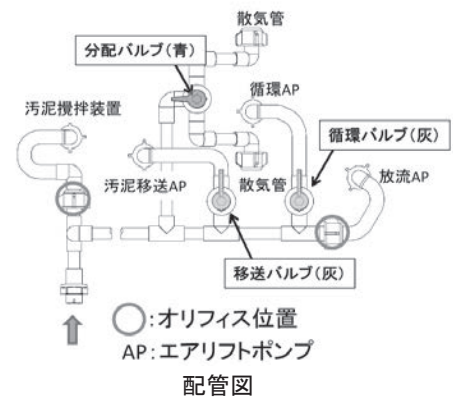 散気管
分配バルブ(青)
循環AP
汚泥攪拌装置
循環バルブ(灰)
汚泥移送AP
散気管
放流AP
移送バルブ(灰)
:オリフィス位置
AP:エアリフトポンプ
配管図